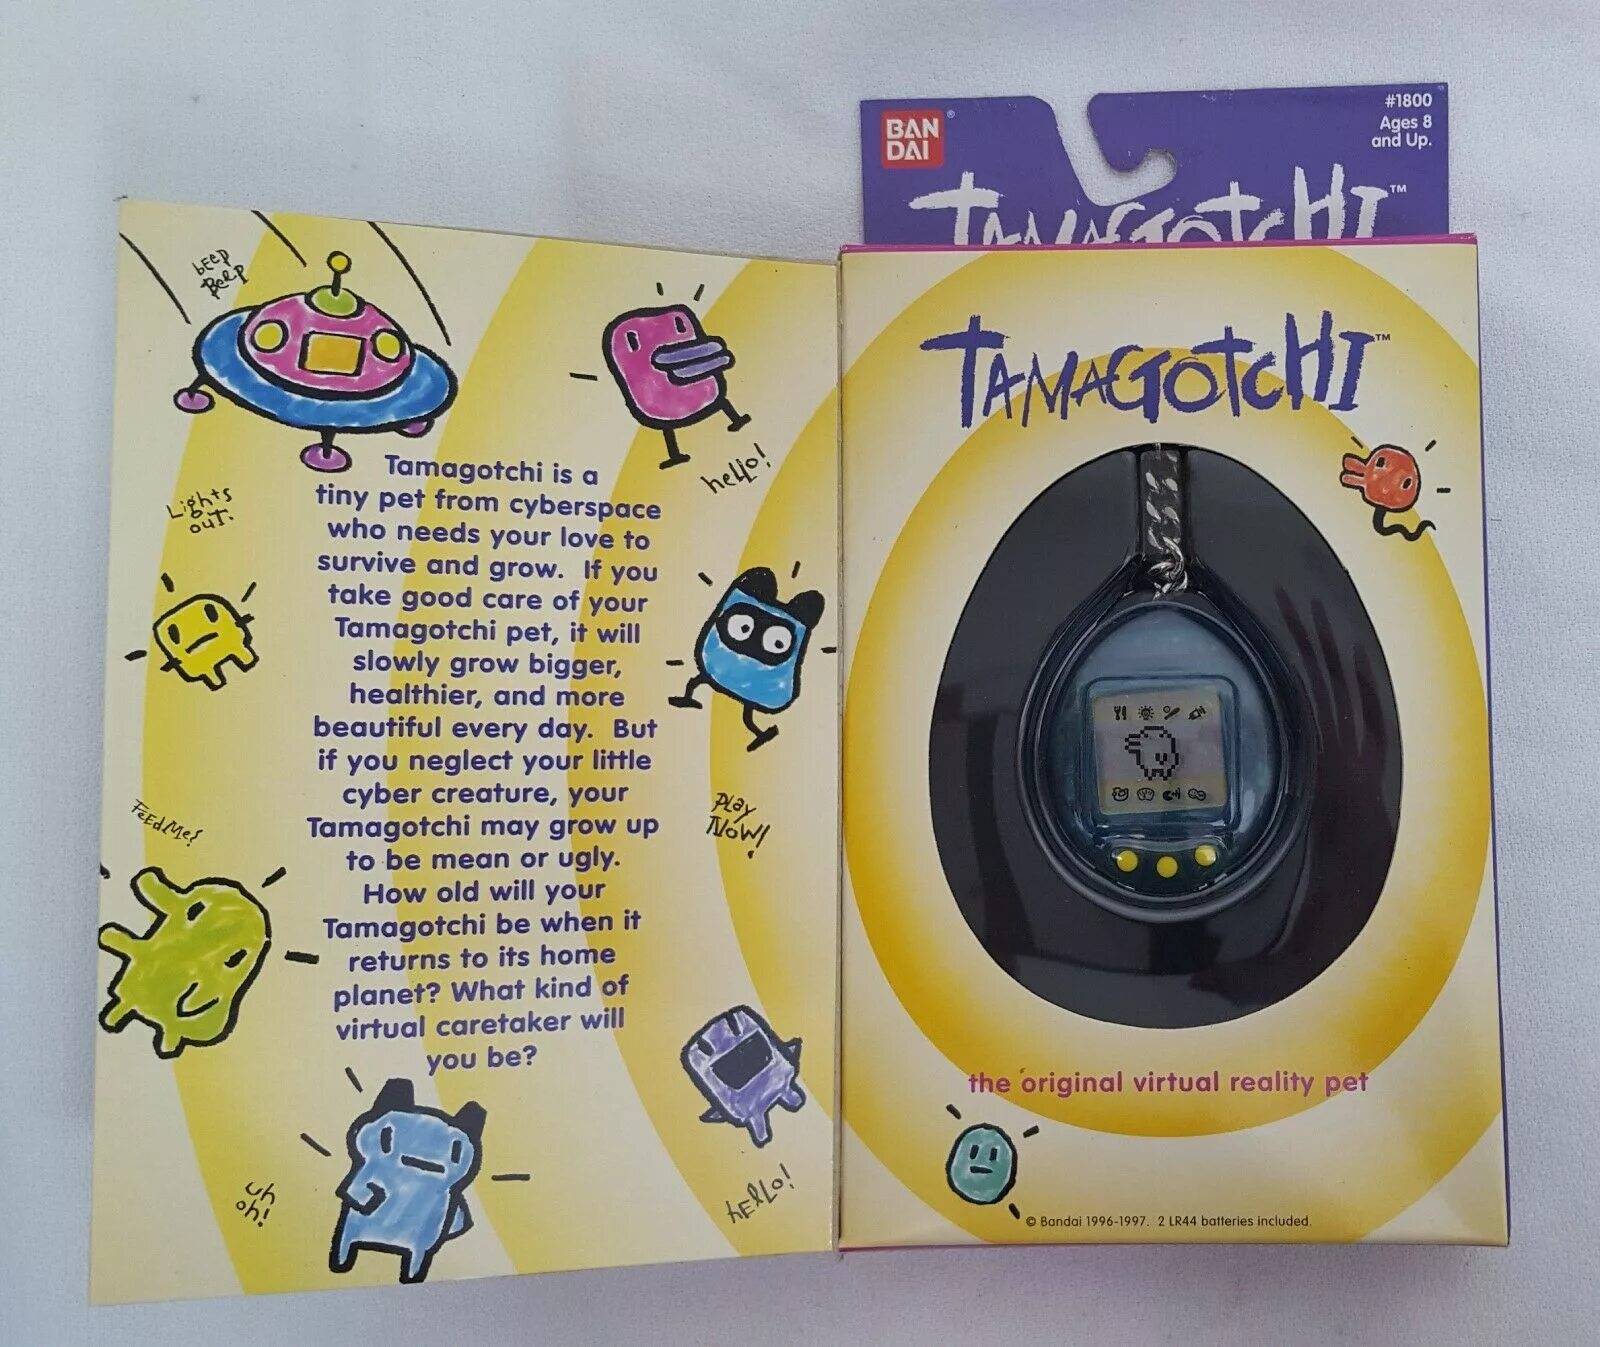 beep
Beep
Lights
out.
Tamagotchi is a
tiny pet from cyberspace
who needs your love to
survive and grow. If you
take good care of your
Tamagotchi pet, it will
slowly grow bigger,
healthier, and more
beautiful every day. But
if you neglect your little
cyber creature, your
Tamagotchi may grow up
to be mean or ugly.
How old will your
Tamagotchi be when it
returns to its home
planet? What kind of
virtual caretaker will
you be?
hello!
FeedMe!
PLAY
NOW!
uh
oh!
hELLo!
BAN
DAI®
#1800
Ages 8
and Up.
TAMAGOTCHI™
TAMAGOTCHI™
the original virtual reality pet
© Bandai 1996-1997. 2 LR44 batteries included.